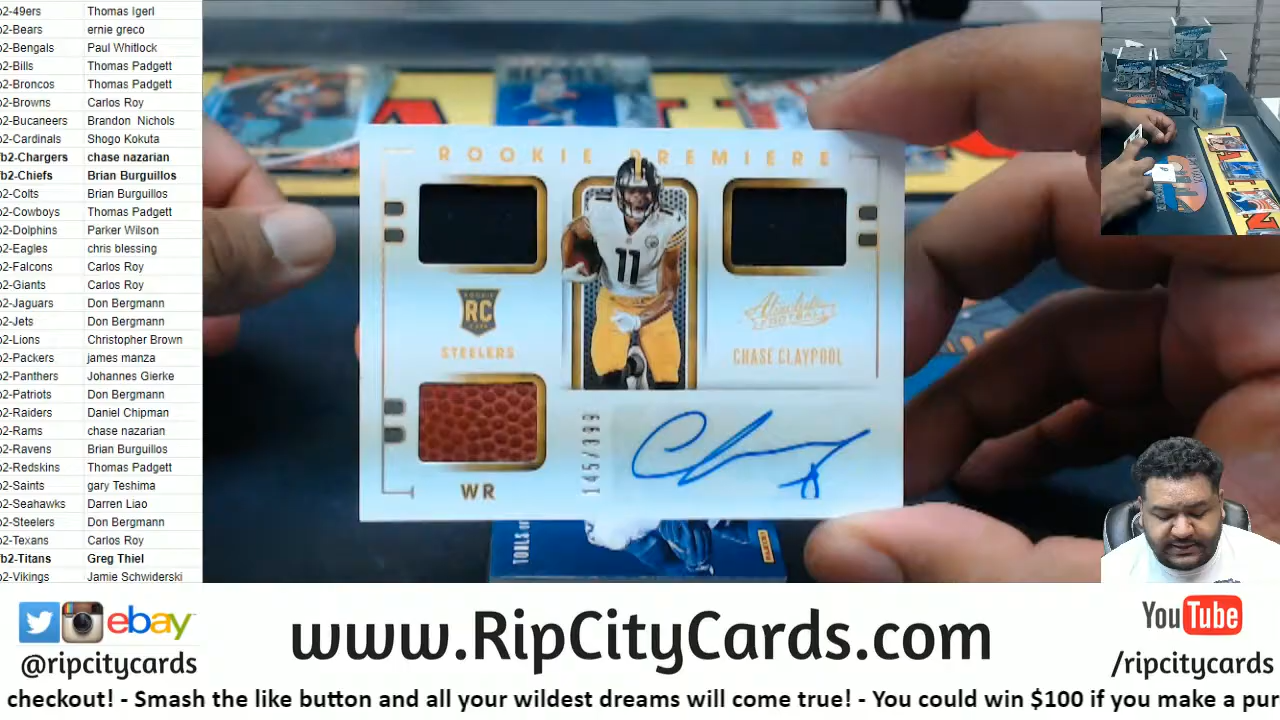 o2-49ers Thomas Igerl
o2-Bears ernie greco
o2-Bengals Paul Whitlock
o2-Bills Thomas Padgett
o2-Broncos Thomas Padgett
o2-Browns Carlos Roy
o2-Bucaneers Brandon Nichols
o2-Cardinals Shogo Kokuta
fb2-Chargers chase nazarian
fb2-Chiefs Brian Burguillos
o2-Colts Brian Burguillos
o2-Cowboys Thomas Padgett
o2-Dolphins Parker Wilson
o2-Eagles chris blessing
o2-Falcons Carlos Roy
o2-Giants Carlos Roy
o2-Jaguars Don Bergmann
o2-Jets Don Bergmann
o2-Lions Christopher Brown
o2-Packers james manza
o2-Panthers Johannes Gierke
o2-Patriots Don Bergmann
o2-Raiders Daniel Chipman
o2-Rams chase nazarian
o2-Ravens Brian Burguillos
o2-Redskins Thomas Padgett
o2-Saints gary Teshima
o2-Seahawks Darren Liao
o2-Steelers Don Bergmann
o2-Texans Carlos Roy
fb2-Titans Greg Thiel
o2-Vikings Jamie Schwiderski
ROOKIE PREMIERE
11
11
11
ROOKIE
RC
STEELERS
Absolute
FOOTBALL
CHASE CLAYPOOL
145/399
WR
TOOLS
PANINI
ebay
@ripcitycards
www.RipCityCards.com
YouTube
/ripcitycards
checkout! - Smash the like button and all your wildest dreams will come true! - You could win $100 if you make a pur